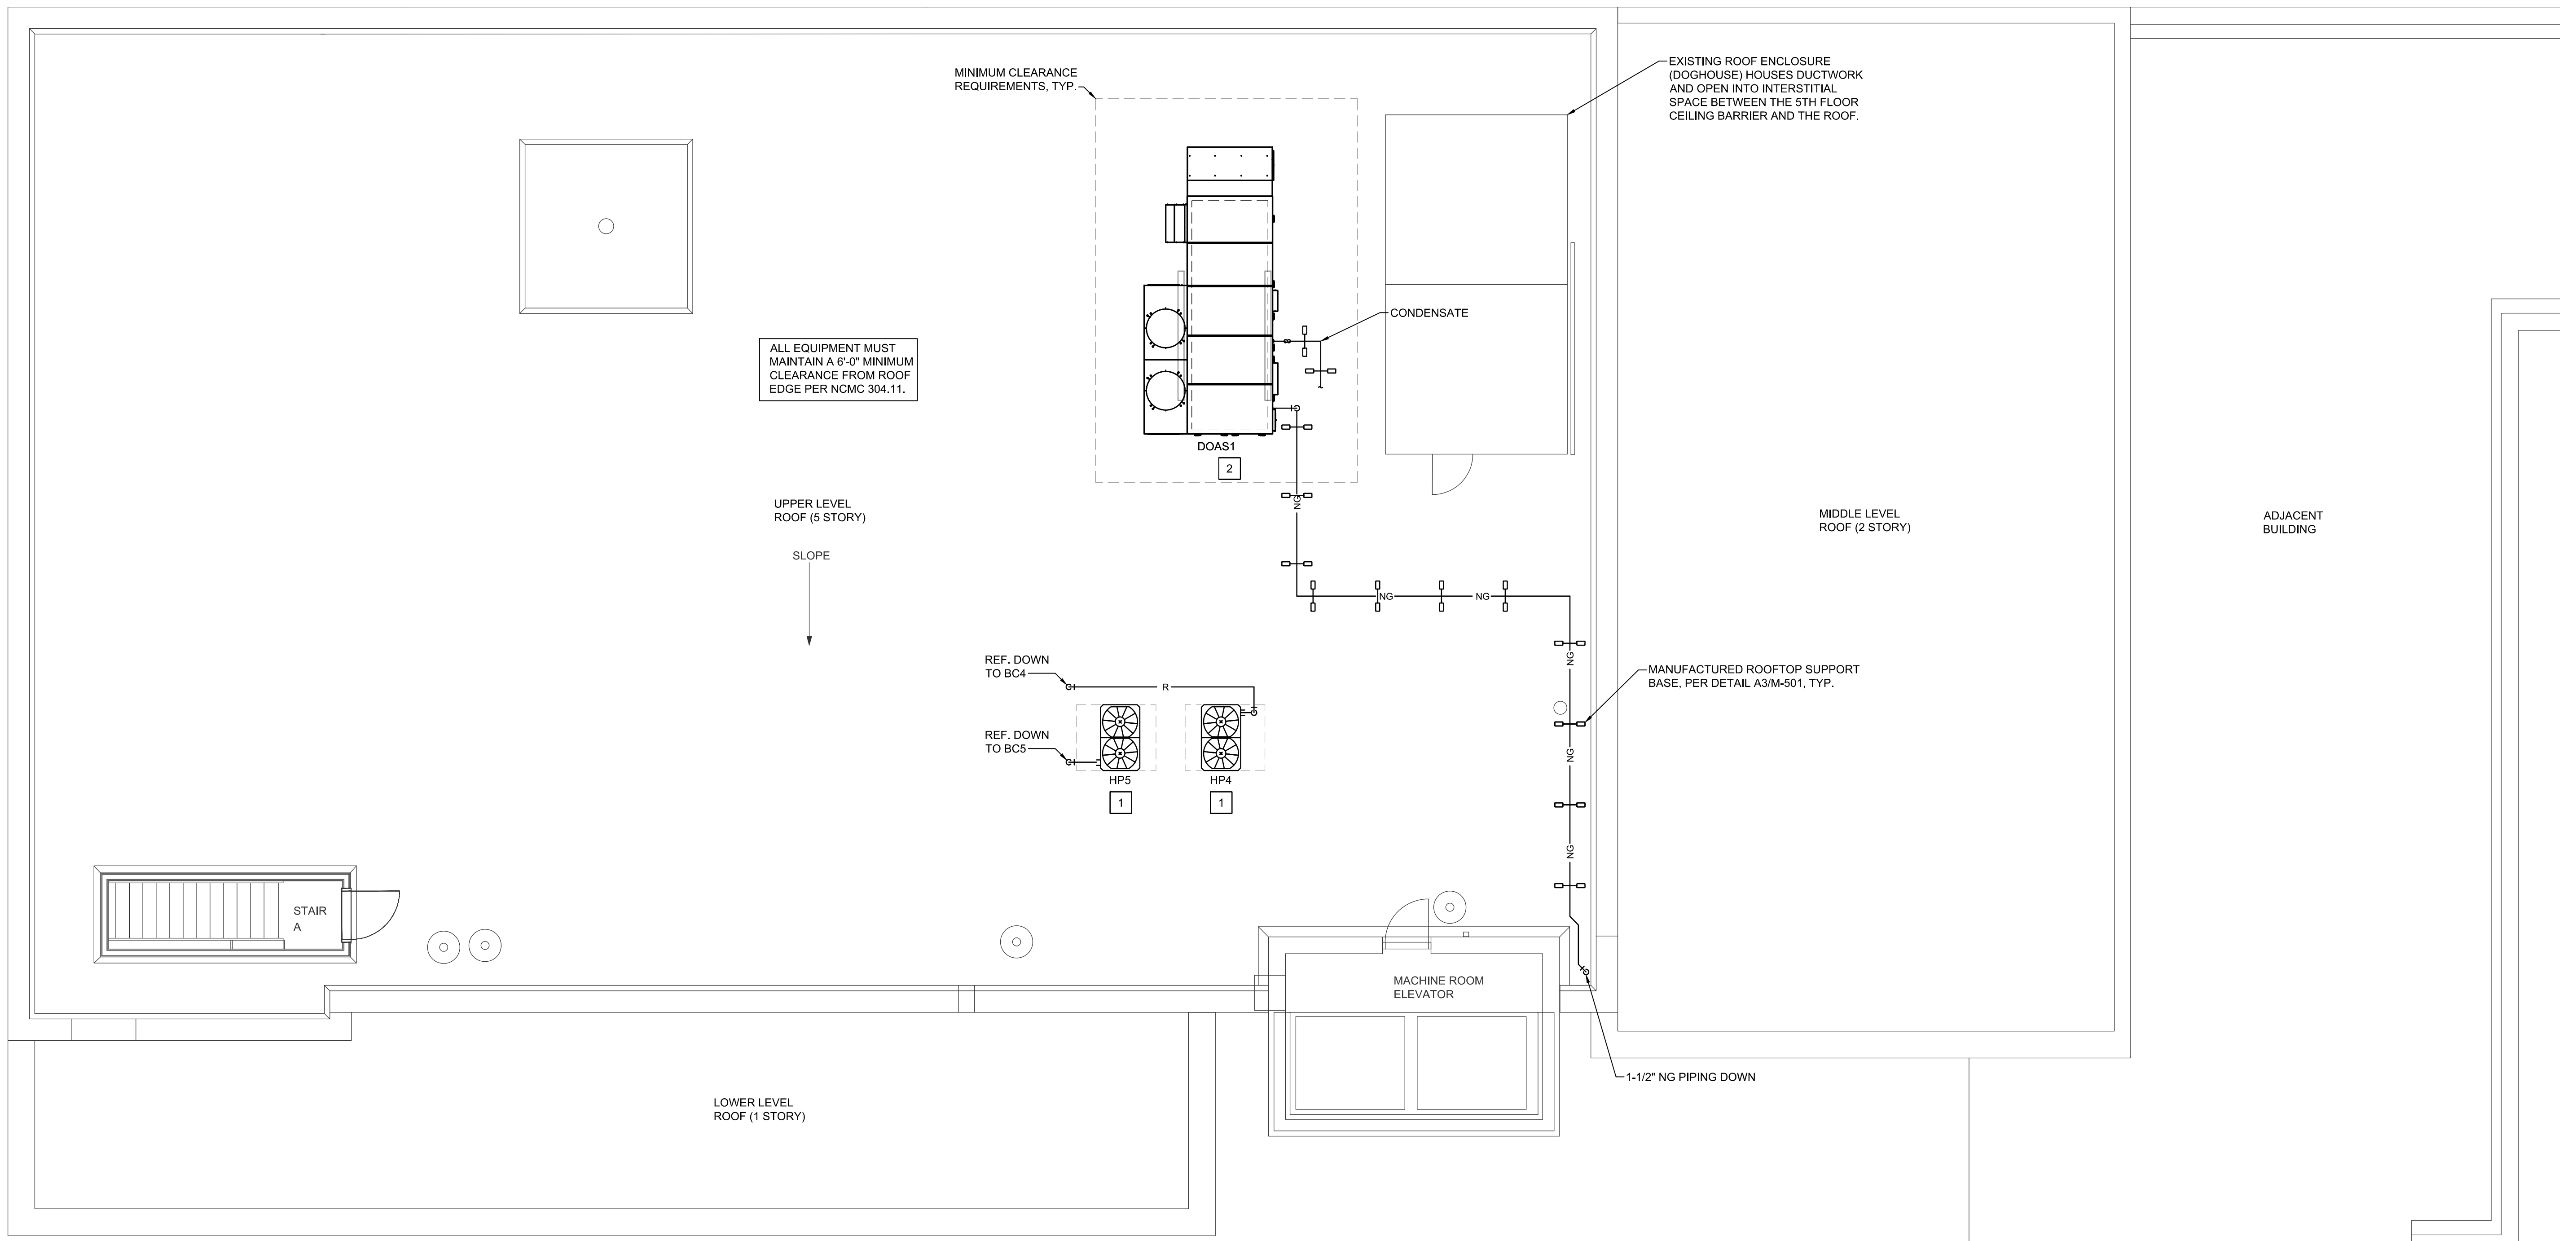 MINIMUM CLEARANCE
REQUIREMENTS, TYP.
EXISTING ROOF ENCLOSURE
(DOGHOUSE) HOUSES DUCTWORK
AND OPEN INTO INTERSTITIAL
SPACE BETWEEN THE 5TH FLOOR
CEILING BARRIER AND THE ROOF.
CONDENSATE
ALL EQUIPMENT MUST
MAINTAIN A 6'-0" MINIMUM
CLEARANCE FROM ROOF
EDGE PER NCMC 304.11.
DOAS1
2
NG
UPPER LEVEL
ROOF (5 STORY)
MIDDLE LEVEL
ROOF (2 STORY)
ADJACENT
BUILDING
SLOPE
NG
NG
NG
REF. DOWN
TO BC4
R
MANUFACTURED ROOFTOP SUPPORT
BASE, PER DETAIL A3/M-501, TYP.
REF. DOWN
TO BC5
NG
HP5
HP4
1
1
NG
STAIR
A
MACHINE ROOM
ELEVATOR
1-1/2" NG PIPING DOWN
LOWER LEVEL
ROOF (1 STORY)